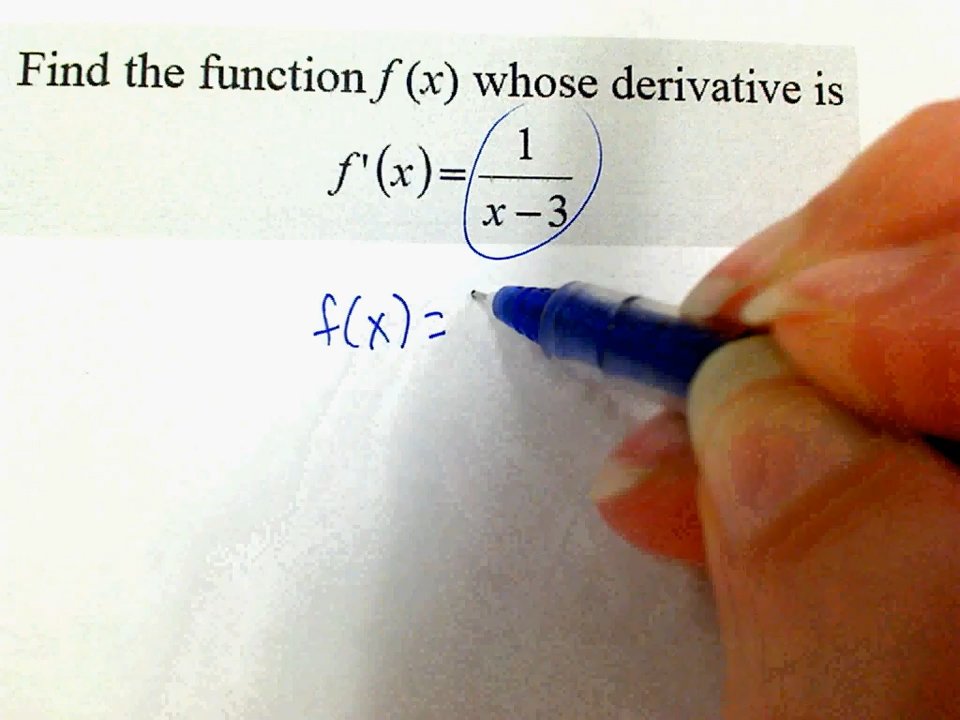 Find the function f (x) whose derivative is
f'(x)= 1/(x-3)
f(x) =